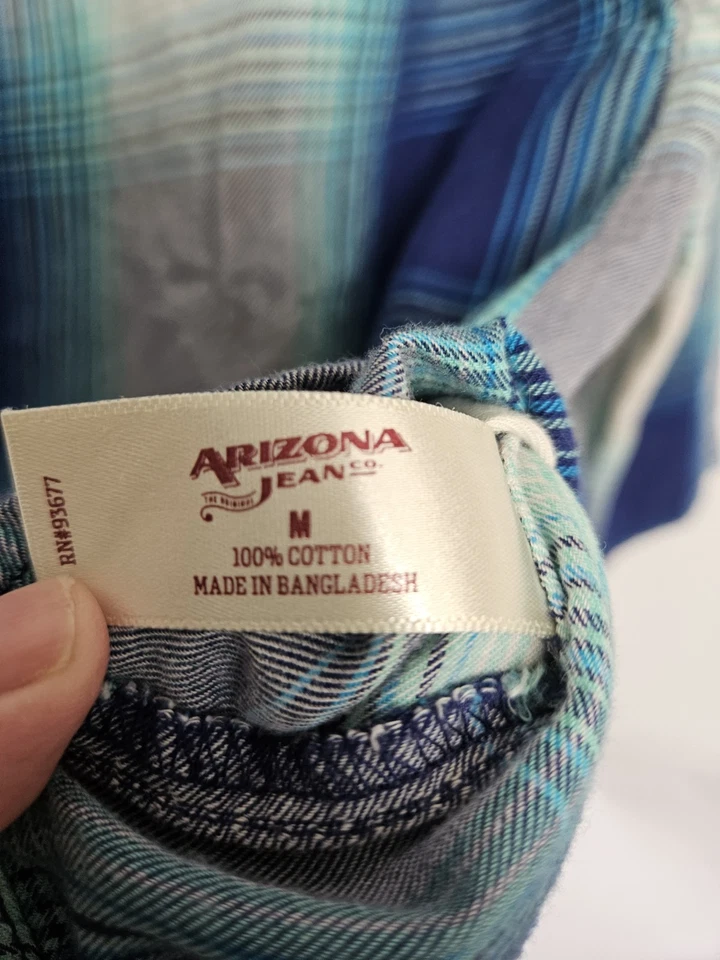 ARIZONA
JEAN CO.
THE ORIGINAL
M
100% COTTON
MADE IN BANGLADESH
RN#93677